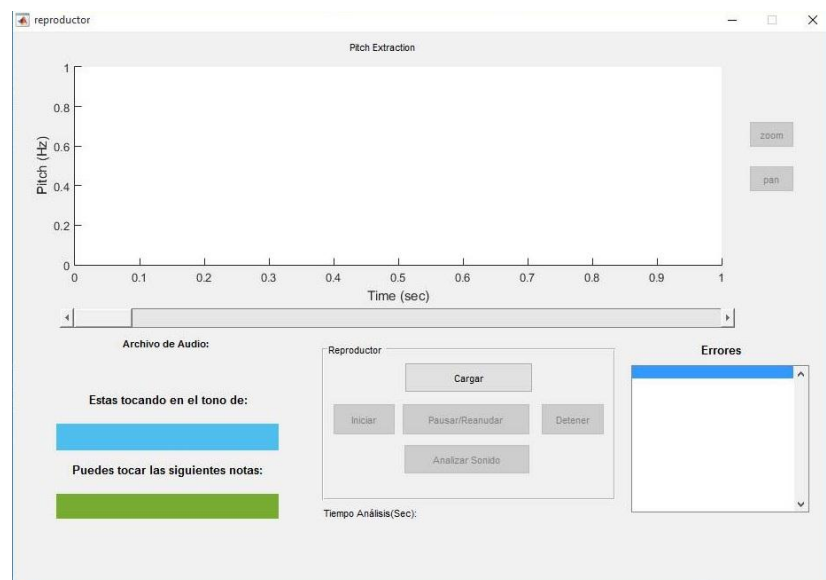 reproductor
Pitch Extraction
1
0.8
0.6
0.4
0.2
0
Pitch (Hz)
0 0.1 0.2 0.3 0.4 0.5 0.6 0.7 0.8 0.9 1
Time (sec)
zoom
pan
Archivo de Audio:
Estas tocando en el tono de:
Puedes tocar las siguientes notas:
Reproductor
Cargar
Iniciar Pausar/Reanudar Detener
Analizar Sonido
Tiempo Análisis(Sec):
Errores